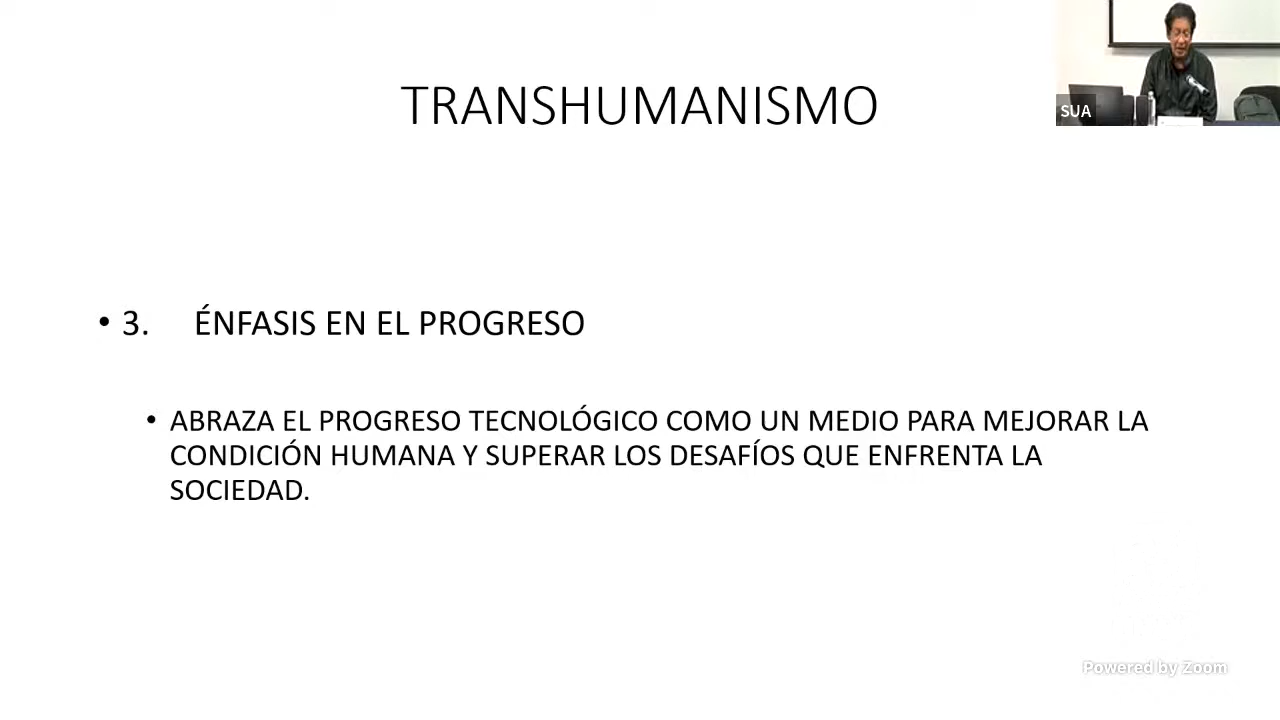 TRANSHUMANISMO
SUA
• 3. ÉNFASIS EN EL PROGRESO
• ABRAZA EL PROGRESO TECNOLÓGICO COMO UN MEDIO PARA MEJORAR LA
CONDICIÓN HUMANA Y SUPERAR LOS DESAFÍOS QUE ENFRENTA LA
SOCIEDAD.
Powered by Zoom